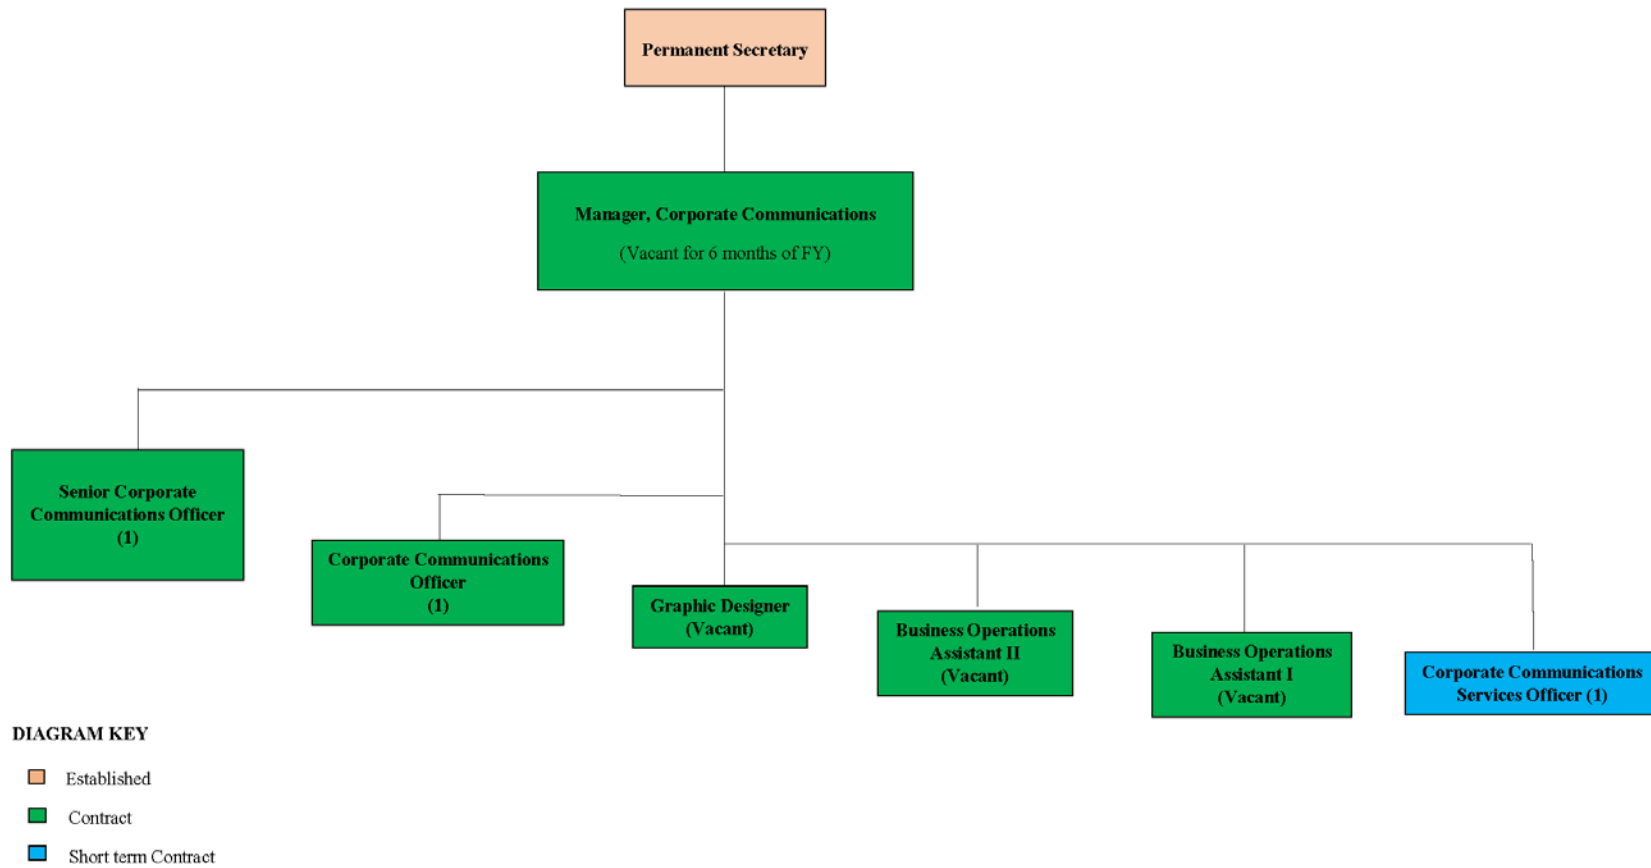 Permanent Secretary
Manager, Corporate Communications
(Vacant for 6 months of FY)
Senior Corporate
Communications Officer
(1)
Corporate Communications
Officer
(1)
Graphic Designer
(Vacant)
Business Operations
Assistant II
(Vacant)
Business Operations
Assistant I
(Vacant)
Corporate Communications
Services Officer (1)
DIAGRAM KEY
Established
Contract
Short term Contract